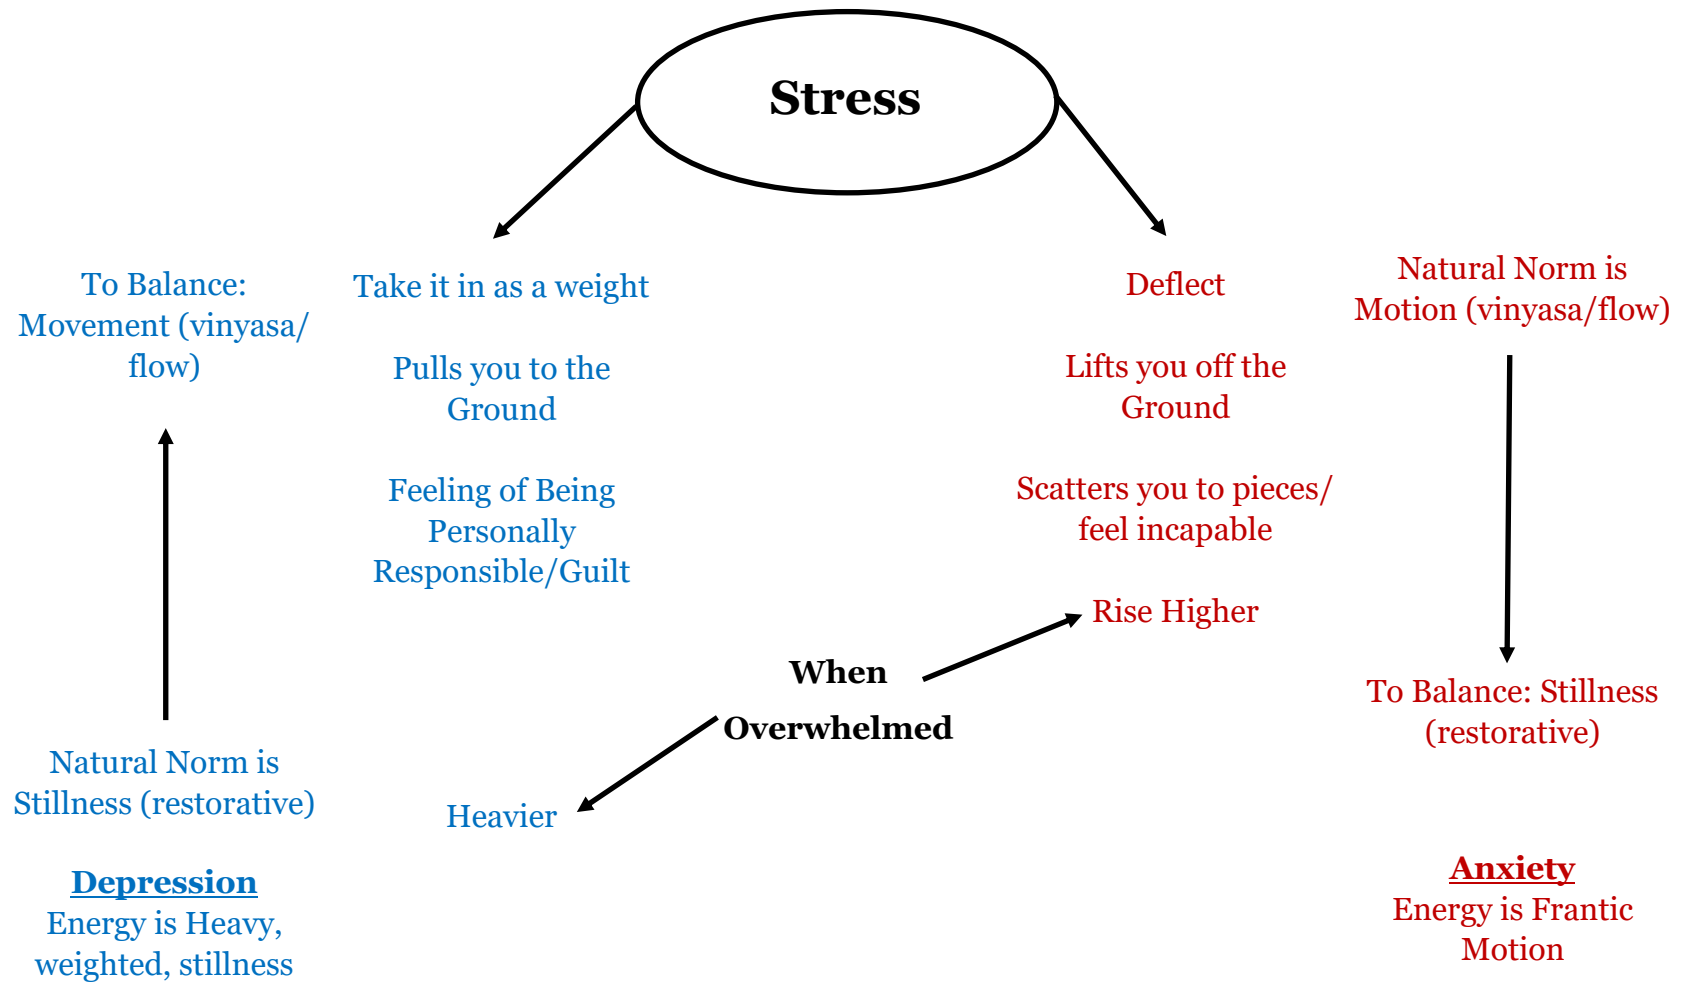 Stress
To Balance:
Movement (vinyasa/
flow)
Natural Norm is
Stillness (restorative)
Depression
Energy is Heavy,
weighted, stillness
Take it in as a weight
Pulls you to the
Ground
Feeling of Being
Personally
Responsible/Guilt
When
Overwhelmed
Heavier
Deflect
Lifts you off the
Ground
Scatters you to pieces/
feel incapable
Rise Higher
Natural Norm is
Motion (vinyasa/flow)
To Balance: Stillness
(restorative)
Anxiety
Energy is Frantic
Motion